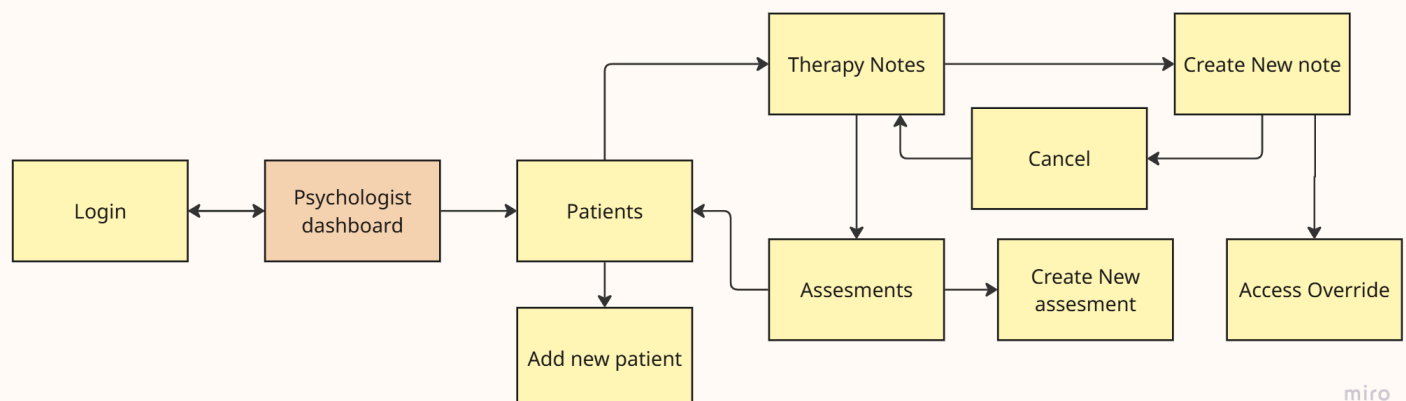 Therapy Notes
Create New note
Cancel
Login
Psychologist
dashboard
Patients
Assesments
Create New
assesment
Access Override
Add new patient
miro